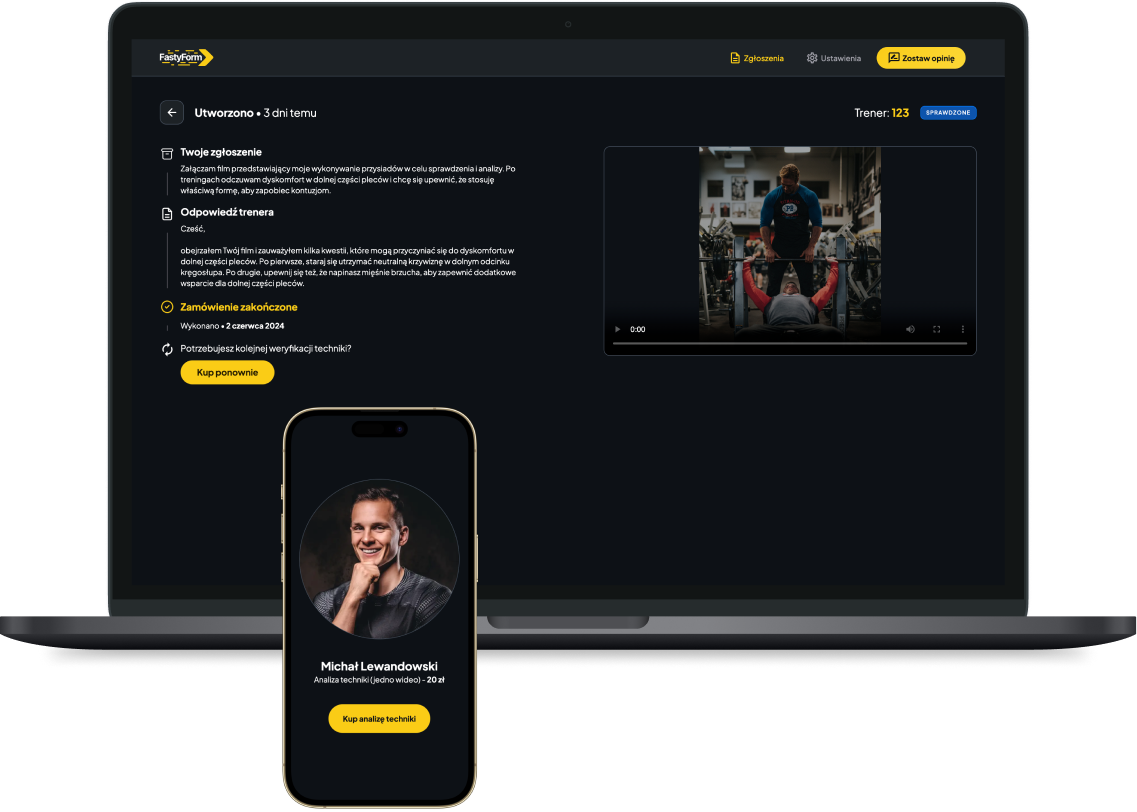 FastyForm
Zgłoszenia
Ustawienia
Zostaw opinię
Utworzono • 3 dni temu
Trener: 123
SPRAWDZONE
Twoje zgłoszenie
Załączam film przedstawiający moje wykonywanie przysiadów w celu sprawdzenia i analizy. Po
treningach odczuwam dyskomfort w dolnej części pleców i chcę się upewnić, że stosuję
właściwą formę, aby zapobiec kontuzjom.
Odpowiedź trenera
Cześć,
obejrzałem Twój film i zauważyłem kilka kwestii, które mogą przyczyniać się do dyskomfortu w
dolnej części pleców. Po pierwsze, staraj się utrzymać neutralną krzywiznę w dolnym odcinku
kręgosłupa. Po drugie, upewnij się też, że napinasz mięśnie brzucha, aby zapewnić dodatkowe
wsparcie dla dolnej części pleców.
Zamówienie zakończone
Wykonano • 2 czerwca 2024
Potrzebujesz kolejnej weryfikacji techniki?
Kup ponownie
0:00
Michał Lewandowski
Analiza techniki (jedno wideo) - 20 zł
Kup analizę techniki